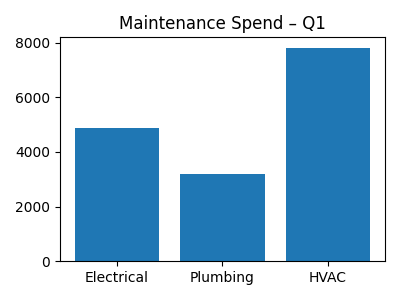 Maintenance Spend – Q1
8000
6000
4000
2000
0
Electrical Plumbing HVAC